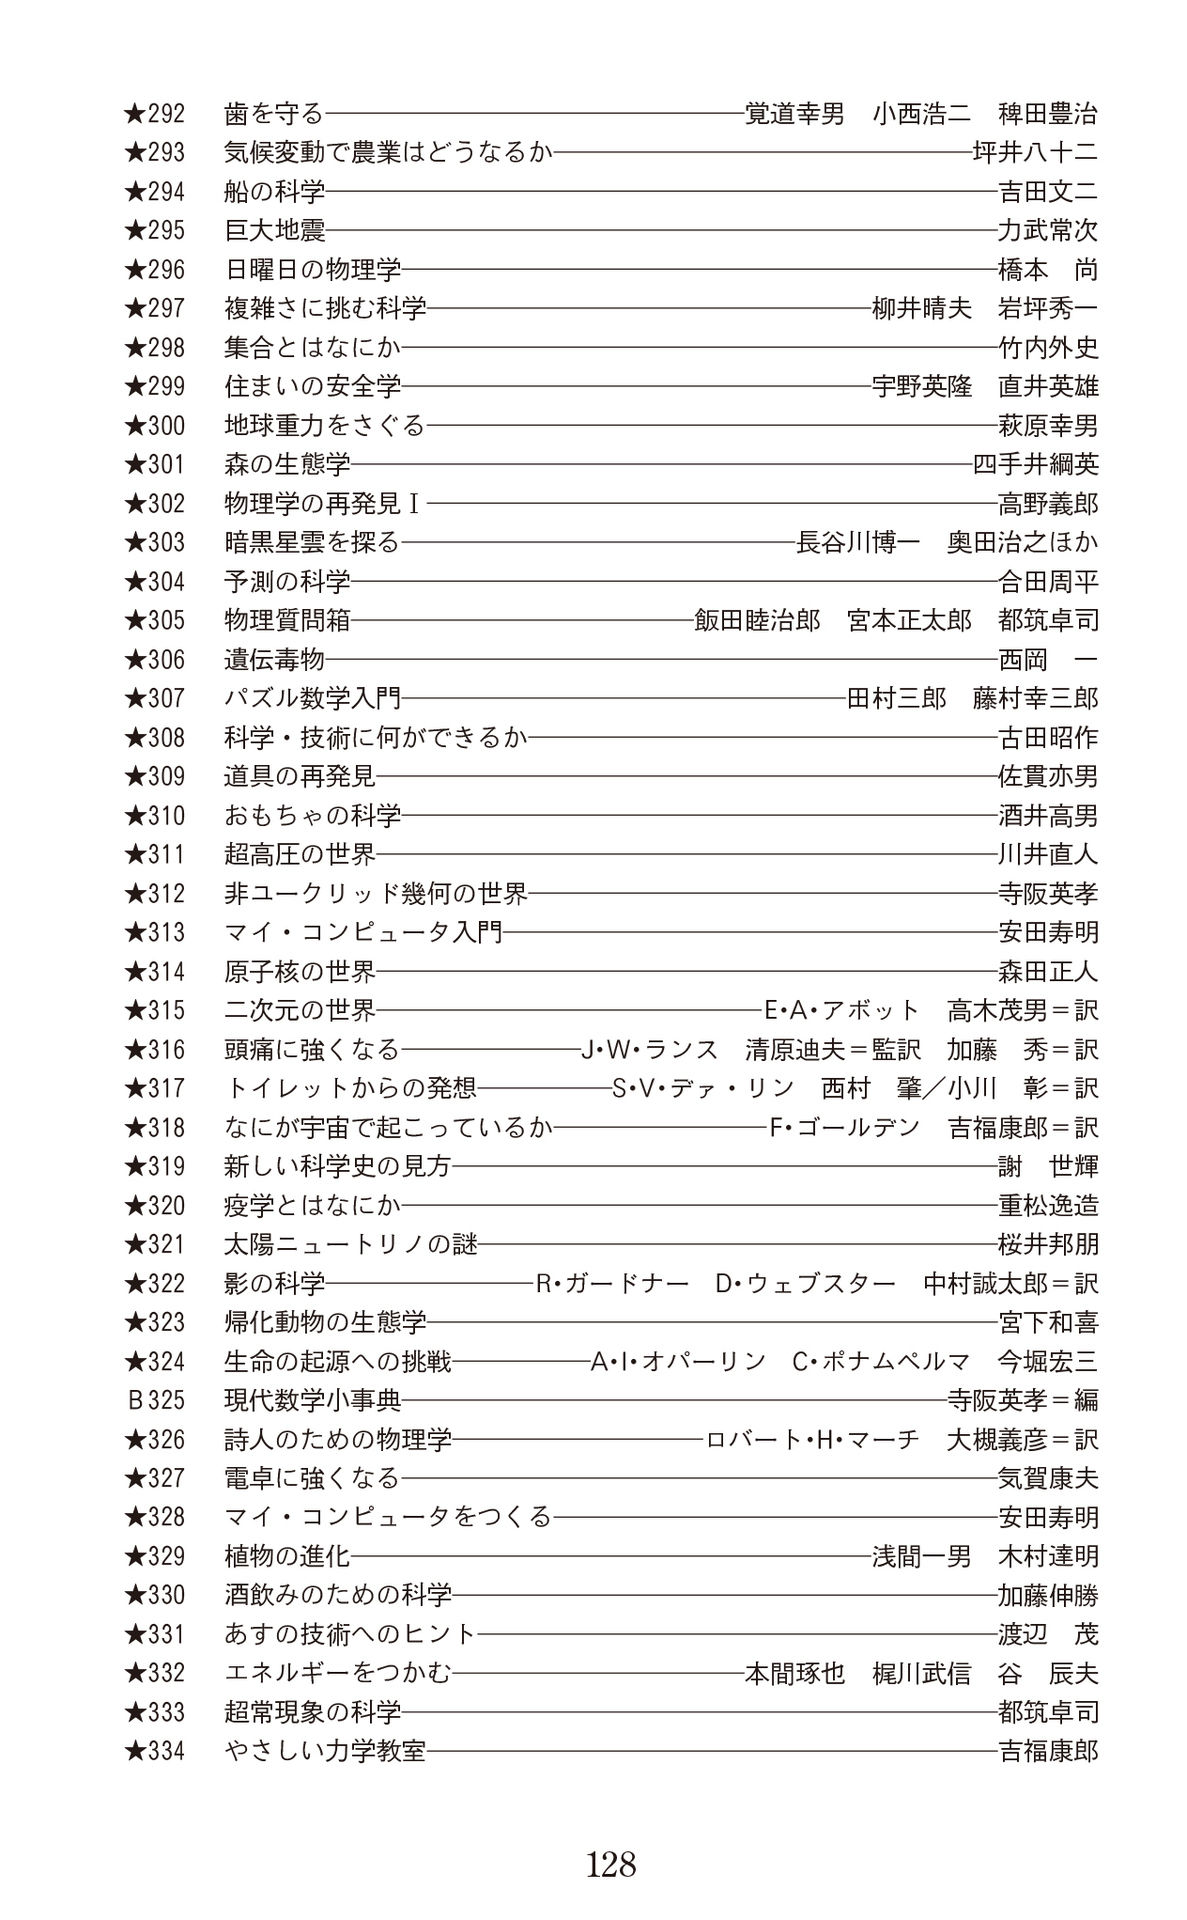 ★292 歯を守る――覚道幸男　小西浩二　稗田豊治
★293 気候変動で農業はどうなるか――坪井八十二
★294 船の科学――吉田文二
★295 巨大地震――力武常次
★296 日曜日の物理学――橋本　尚
★297 複雑さに挑む科学――柳井晴夫　岩坪秀一
★298 集合とはなにか――竹内外史
★299 住まいの安全学――宇野英隆　直井英雄
★300 地球重力をさぐる――萩原幸男
★301 森の生態学――四手井綱英
★302 物理学の再発見Ⅰ――高野義郎
★303 暗黒星雲を探る――長谷川博一　奥田治之ほか
★304 予測の科学――合田周平
★305 物理質問箱――飯田睦治郎　宮本正太郎　都筑卓司
★306 遺伝毒物――西岡　一
★307 パズル数学入門――田村三郎　藤村幸三郎
★308 科学・技術に何ができるか――古田昭作
★309 道具の再発見――佐貫亦男
★310 おもちゃの科学――酒井高男
★311 超高圧の世界――川井直人
★312 非ユークリッド幾何の世界――寺阪英孝
★313 マイ・コンピュータ入門――安田寿明
★314 原子核の世界――森田正人
★315 二次元の世界――E・A・アボット　高木茂男＝訳
★316 頭痛に強くなる――J・W・ランス　清原迪夫＝監訳　加藤　秀＝訳
★317 トイレットからの発想――S・V・デァ・リン　西村　肇／小川　彰＝訳
★318 なにが宇宙で起こっているか――F・ゴールデン　吉福康郎＝訳
★319 新しい科学史の見方――謝　世輝
★320 疫学とはなにか――重松逸造
★321 太陽ニュートリノの謎――桜井邦朋
★322 影の科学――R・ガードナー　D・ウェブスター　中村誠太郎＝訳
★323 帰化動物の生態学――宮下和喜
★324 生命の起源への挑戦――A・I・オパーリン　C・ポナムペルマ　今堀宏三
B325 現代数学小事典――寺阪英孝＝編
★326 詩人のための物理学――ロバート・H・マーチ　大槻義彦＝訳
★327 電卓に強くなる――気賀康夫
★328 マイ・コンピュータをつくる――安田寿明
★329 植物の進化――浅間一男　木村達明
★330 酒飲みのための科学――加藤伸勝
★331 あすの技術へのヒント――渡辺　茂
★332 エネルギーをつかむ――本間琢也　梶川武信　谷　辰夫
★333 超常現象の科学――都筑卓司
★334 やさしい力学教室――吉福康郎
128